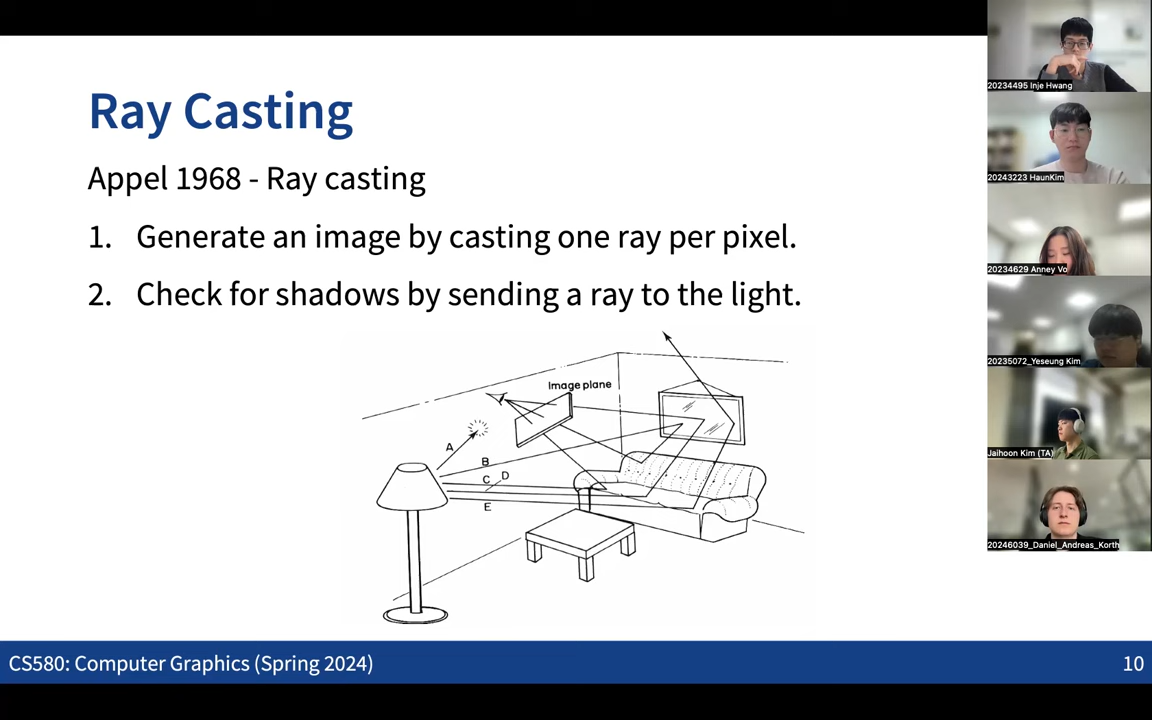 Ray Casting
Appel 1968 - Ray casting
1. Generate an image by casting one ray per pixel.
2. Check for shadows by sending a ray to the light.
Image plane
A
B
C D
E
CS580: Computer Graphics (Spring 2024)
10
20234495 Inje Hwang
20243223 HaunKim
20234629 Anney Vo
20235072_Yeseung Kim
Jaihoon Kim (TA)
20246039_Daniel_Andreas_Korth